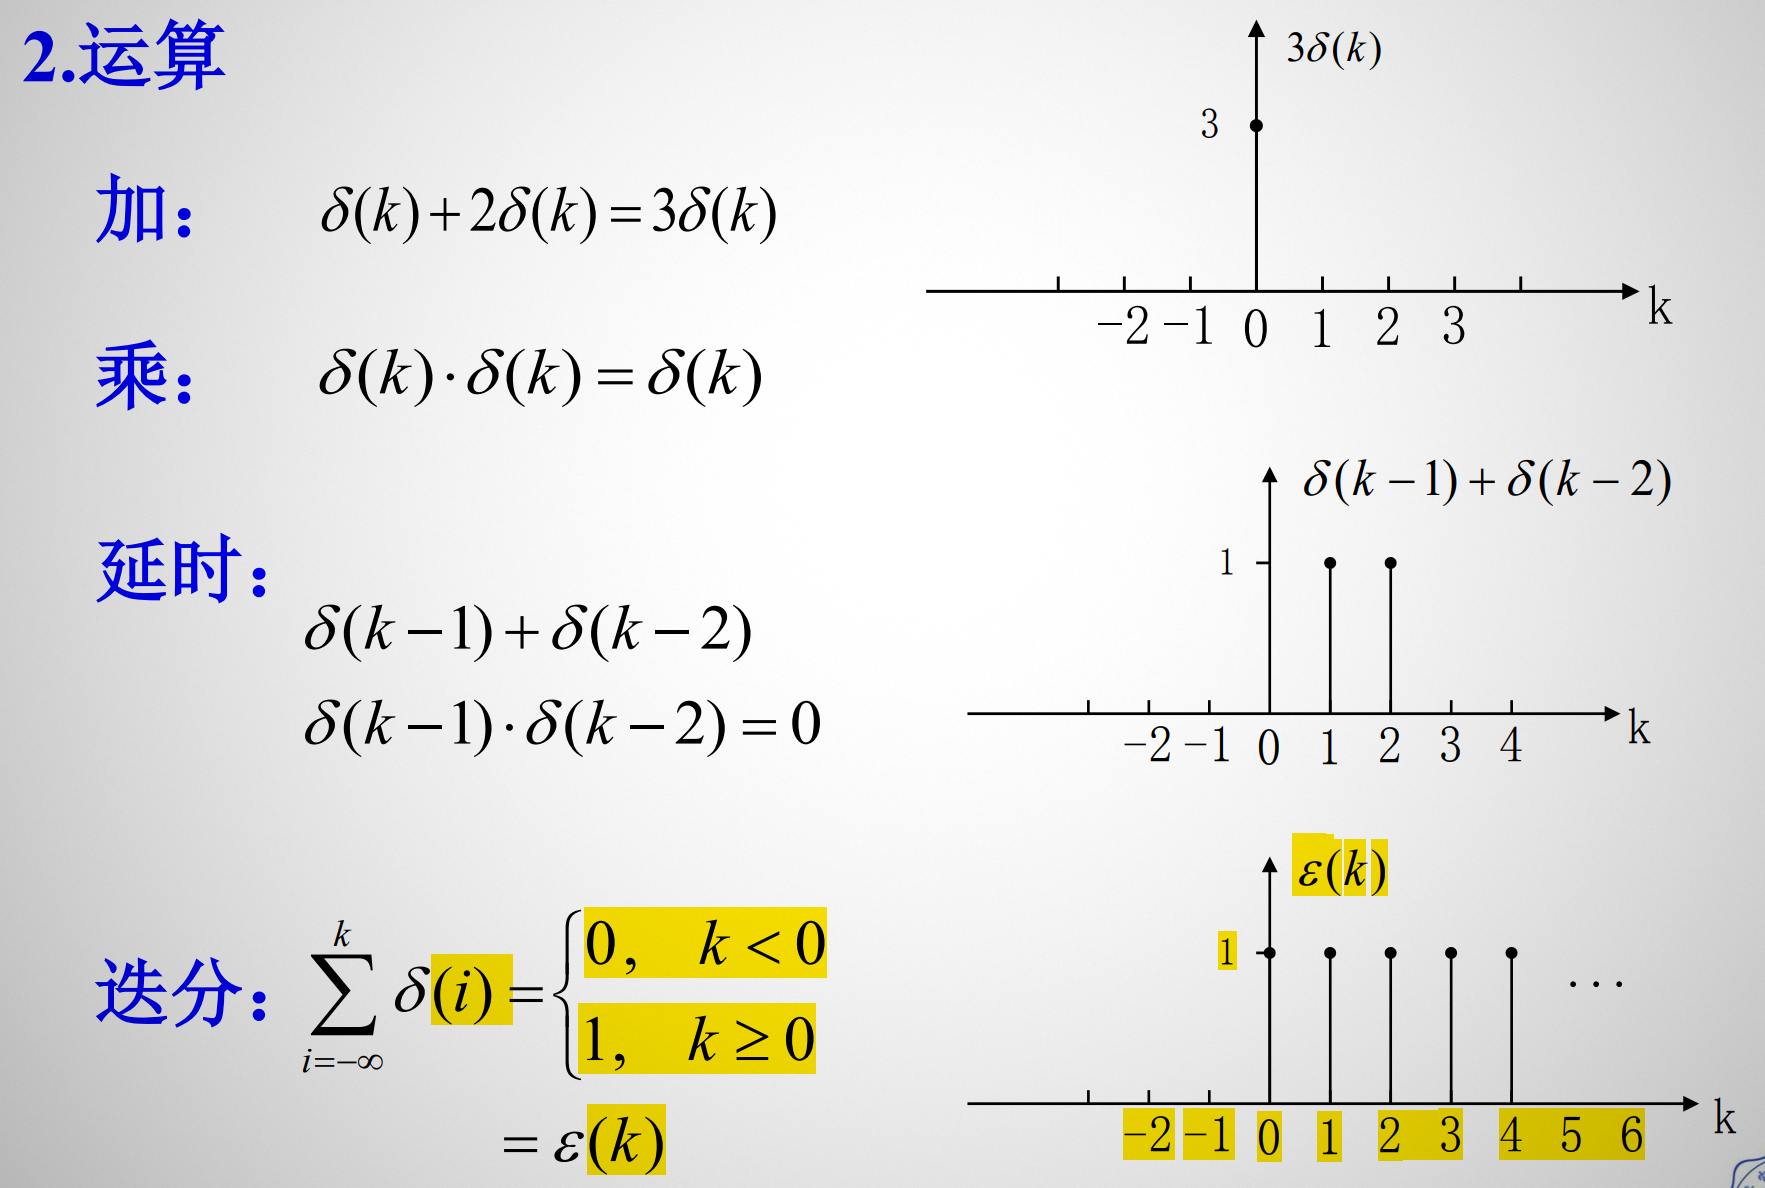 2.运算
加： δ(k)+2δ(k)=3δ(k)
乘： δ(k)·δ(k)=δ(k)
延时：
δ(k−1)+δ(k−2)
δ(k−1)·δ(k−2)=0
迭分： \sum_{i=-∞}^{k} δ(i) = { 0, k<0
1, k≥0
=ε(k)
3δ(k)
3
−2 −1 0 1 2 3 k
δ(k−1)+δ(k−2)
1
−2 −1 0 1 2 3 4 k
ε(k)
1
···
−2 −1 0 1 2 3 4 5 6 k